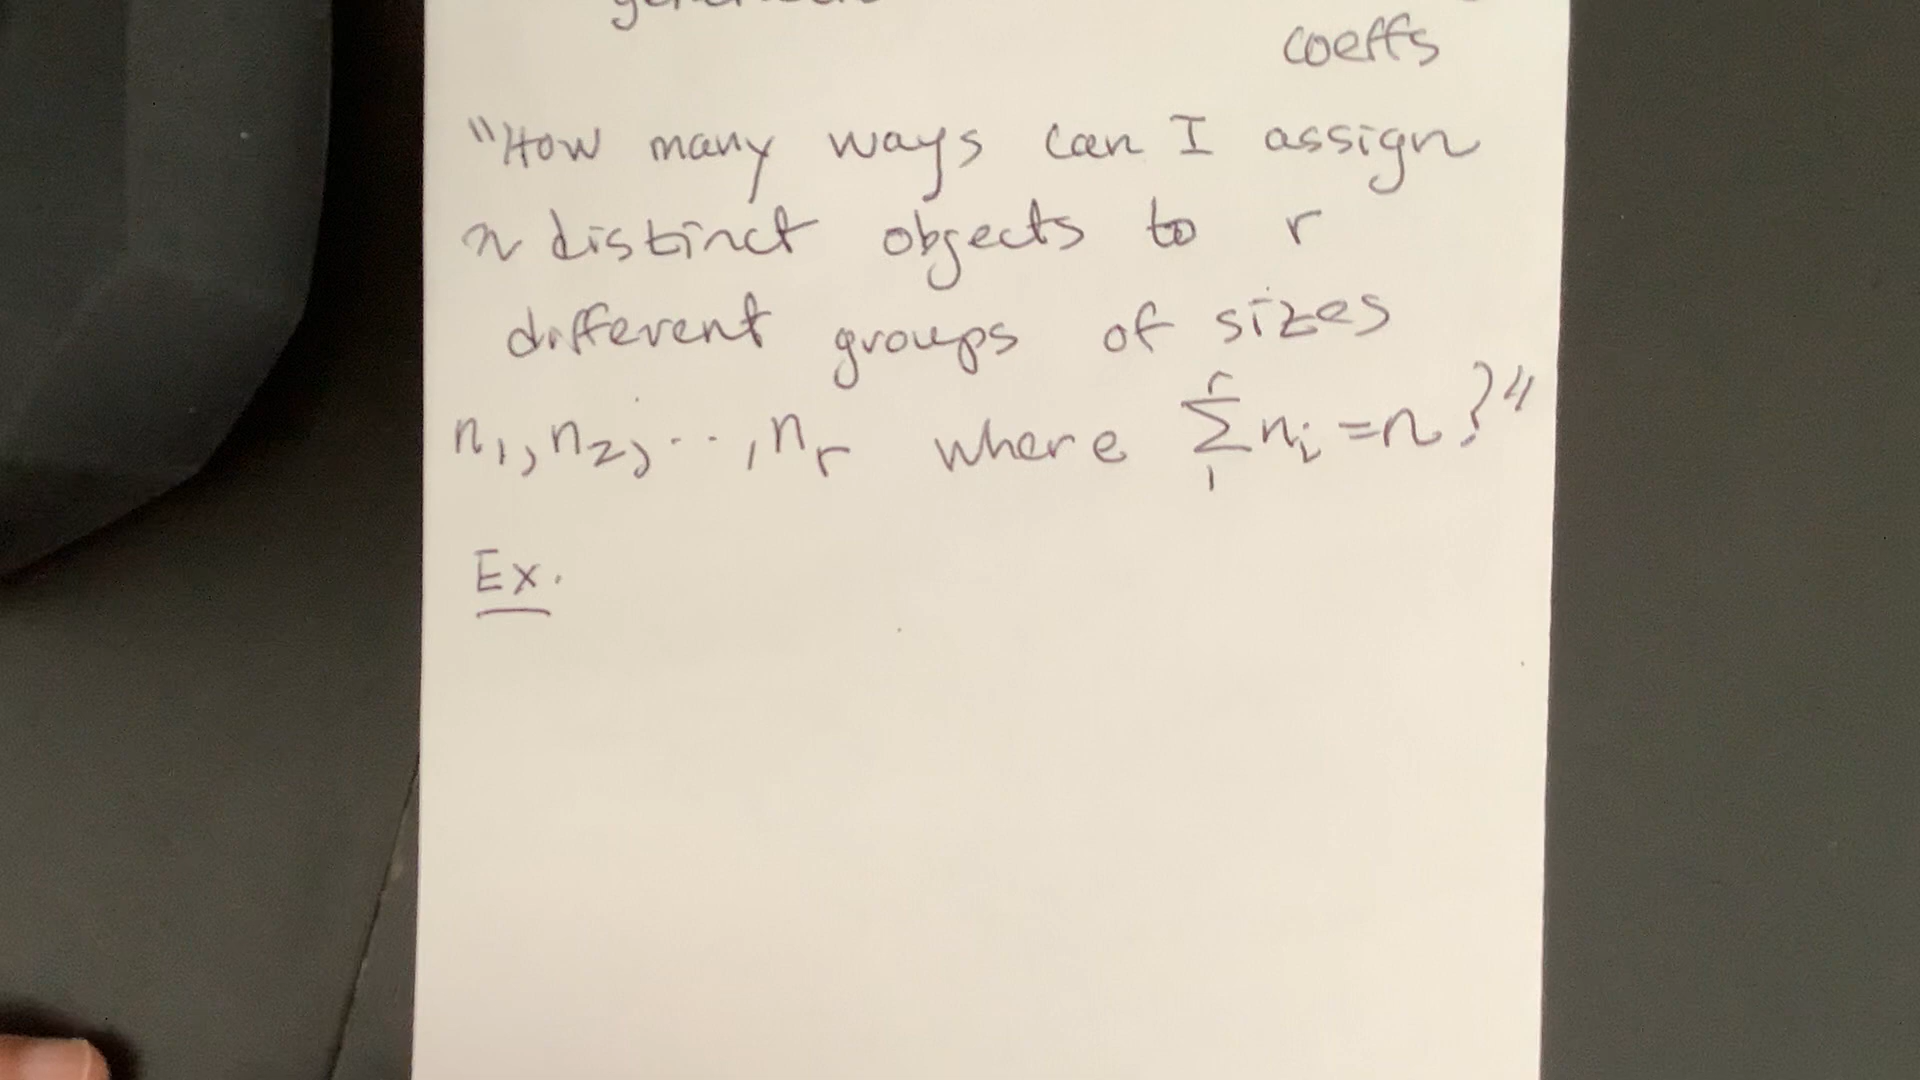 coeffs
"How many ways can I assign
n distinct objects to r
different groups of sizes
n₁, n₂, ..., nᵣ where ∑₁ʳ nᵢ = n?"
Ex.